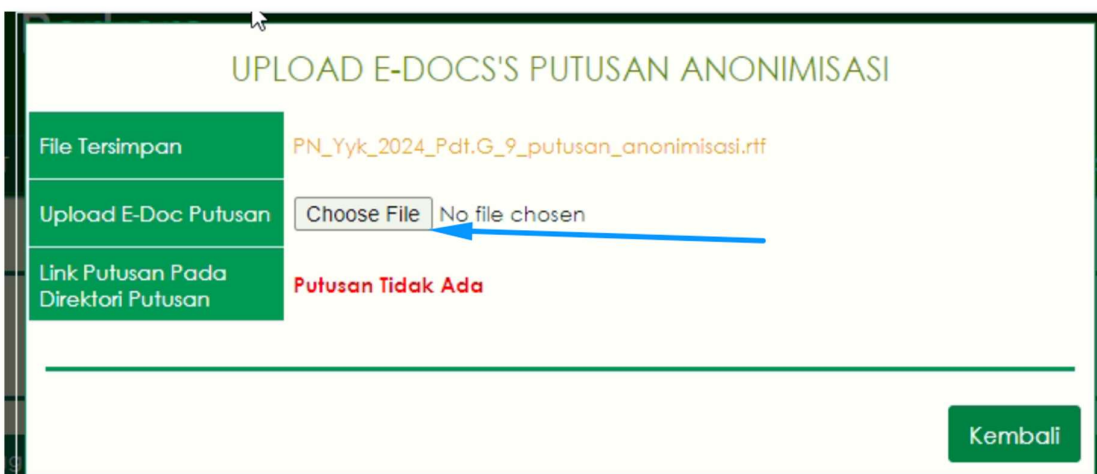 UPLOAD E-DOCS'S PUTUSAN ANONIMISASI
File Tersimpan
PN_Yyk_2024_Pdt.G_9_putusan_anonimisasi.rtf
Upload E-Doc Putusan
Choose File No file chosen
Link Putusan Pada
Direktori Putusan
Putusan Tidak Ada
Kembali